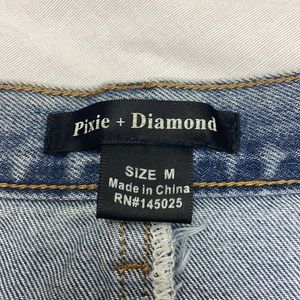 Pixie + Diamond
SIZE M
Made in China
RN#145025